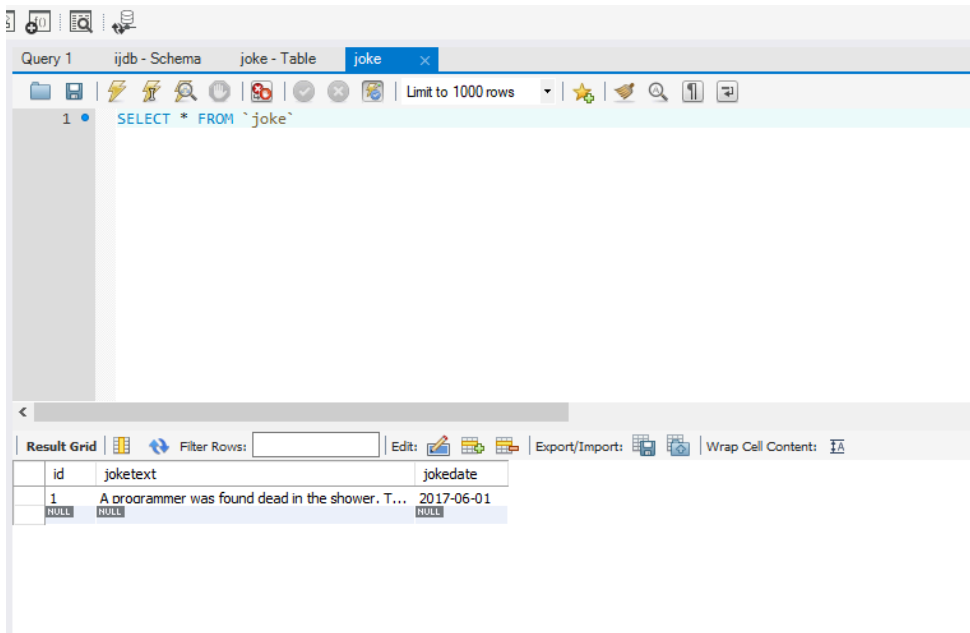 Query 1 ijdb - Schema joke - Table joke
Limit to 1000 rows
1 SELECT * FROM `joke`
Result Grid Filter Rows: Edit: Export/Import: Wrap Cell Content:
id joketext jokedate
1 A programmer was found dead in the shower. T... 2017-06-01
NULL NULL NULL